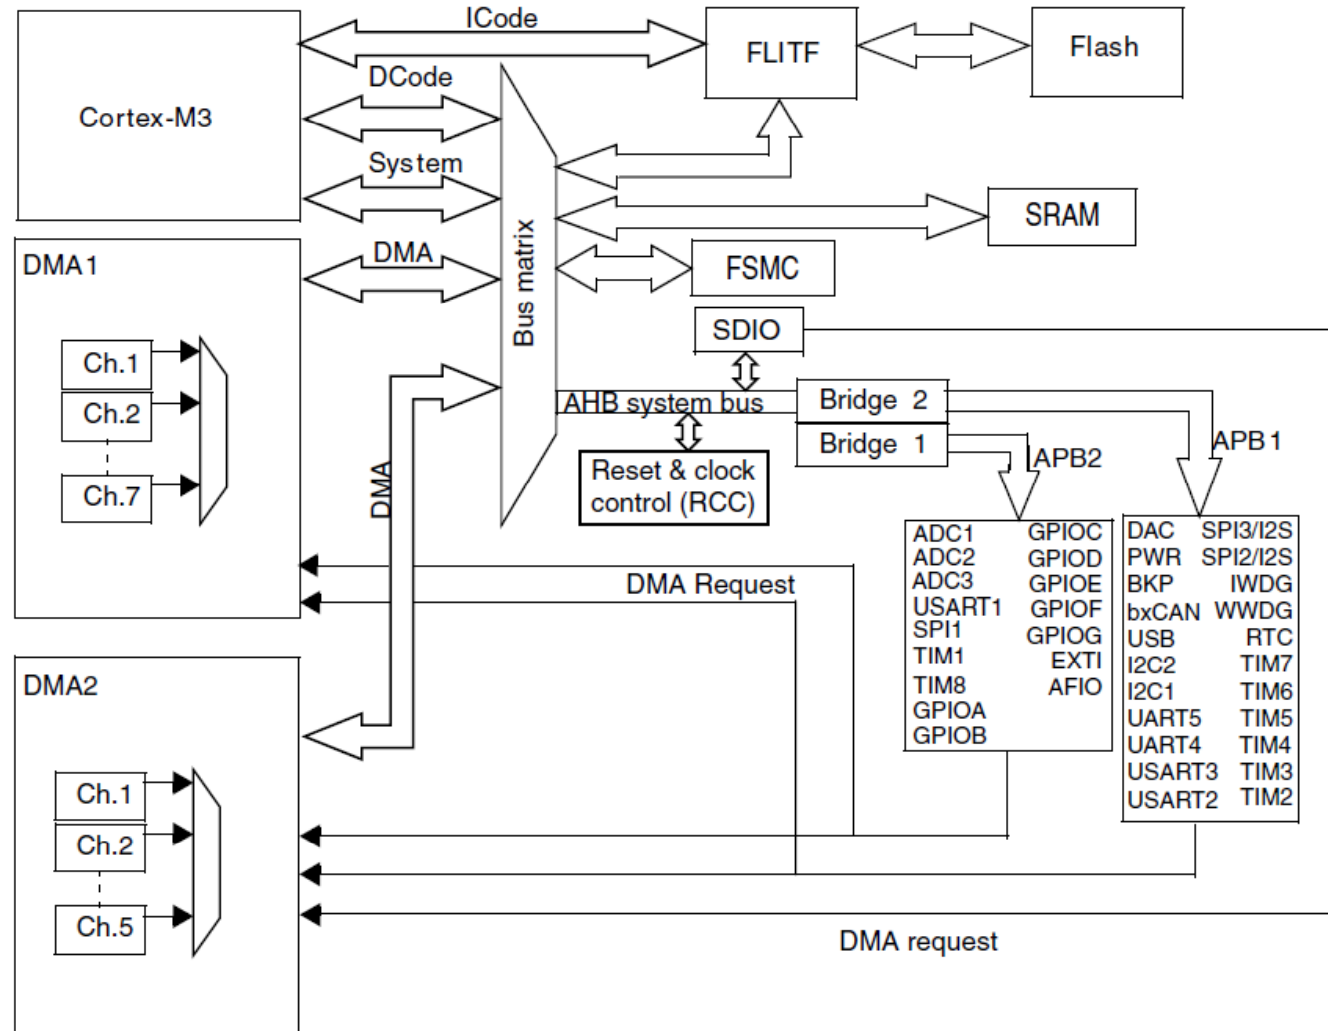 ICode
FLITF
Flash
Cortex-M3
DCode
System
SRAM
DMA1
DMA
Bus matrix
FSMC
SDIO
Ch.1
Ch.2
Ch.7
AHB system bus
Bridge 2
Bridge 1
APB2
APB1
Reset & clock
control (RCC)
DMA
DMA Request
ADC1 GPIOC
ADC2 GPIOD
ADC3 GPIOE
USART1 GPIOF
SPI1 GPIOG
TIM1 EXTI
TIM8 AFIO
GPIOA
GPIOB
DAC SPI3/I2S
PWR SPI2/I2S
BKP IWDG
bxCAN WWDG
USB RTC
I2C2 TIM7
I2C1 TIM6
UART5 TIM5
UART4 TIM4
USART3 TIM3
USART2 TIM2
DMA2
Ch.1
Ch.2
Ch.5
DMA request